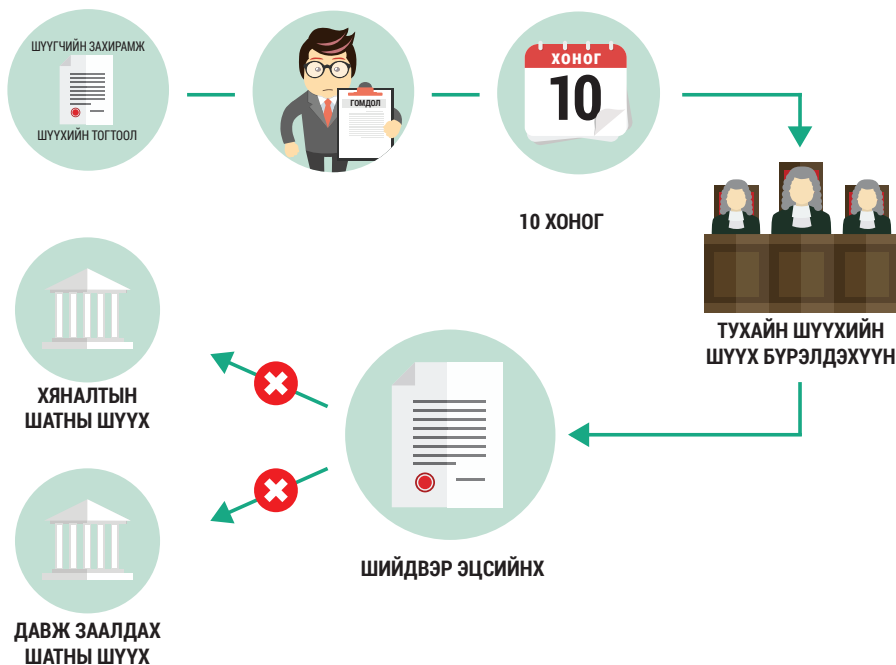 ШҮҮГЧИЙН ЗАХИРАМЖ
ШҮҮХИЙН ТОГТООЛ
ГОМДОЛ
ХОНОГ
10
10 ХОНОГ
ТУХАЙН ШҮҮХИЙН
ШҮҮХ БҮРЭЛДЭХҮҮН
ХЯНАЛТЫН
ШАТНЫ ШҮҮХ
ШИЙДВЭР ЭЦСИЙНХ
ДАВЖ ЗААЛДАХ
ШАТНЫ ШҮҮХ